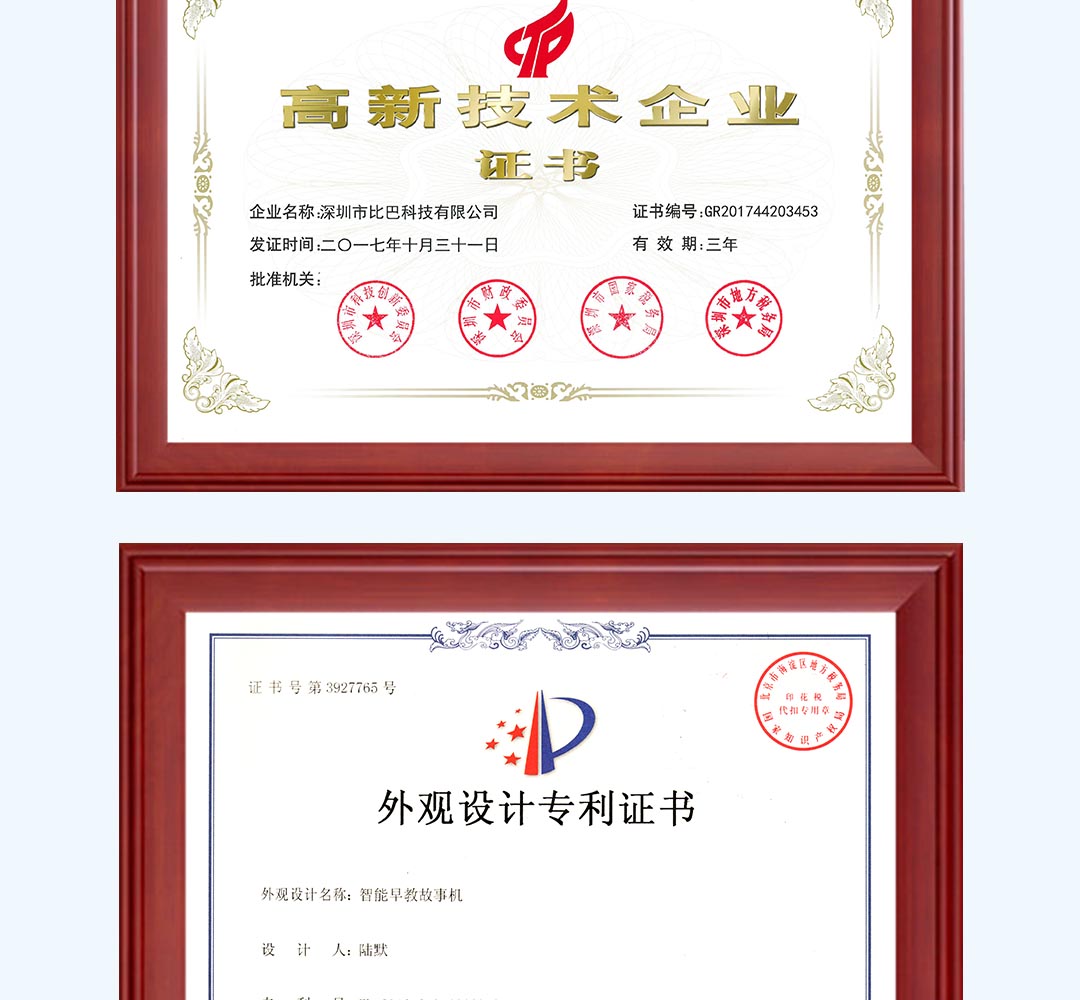 高新技术企业
证书
企业名称:深圳市比巴科技有限公司
证书编号:GR201744203453
发证时间:二〇一七年十月三十一日
有效期:三年
批准机关:
深圳市科技创新委员会
深圳市财政委员会
深圳市国家税务局
深圳市地方税务局
证书号第3927765号
北京市海淀区地方税务局
印花税
代扣专用章
国家知识产权局
外观设计专利证书
外观设计名称:智能早教故事机
设计人:陆默